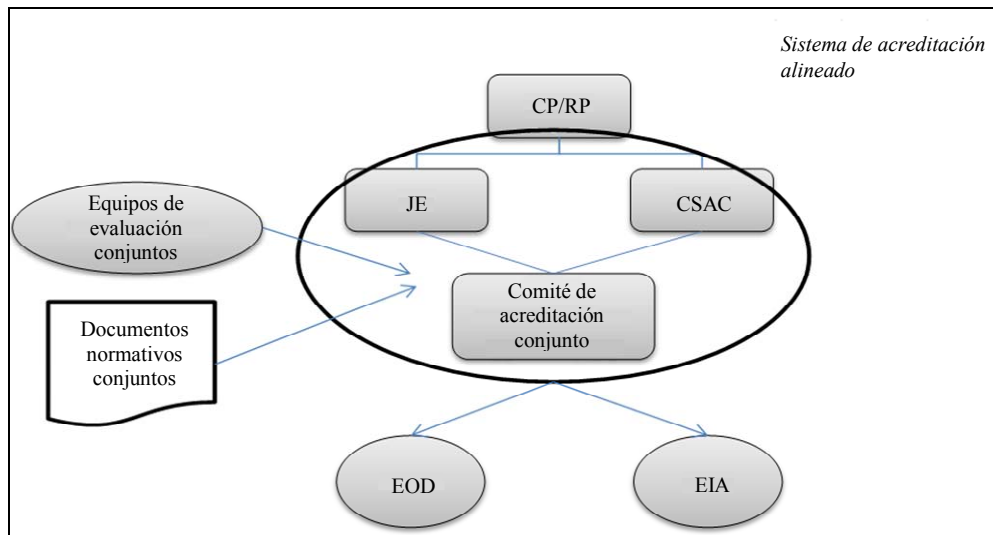 Sistema de acreditación
alineado
CP/RP
JE
CSAC
Equipos de
evaluación
conjuntos
Comité de
acreditación
conjunto
Documentos
normativos
conjuntos
EOD
EIA